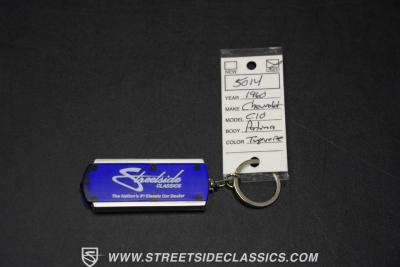 NEW
USED
5014
YEAR 1960
MAKE Chevrolet
MODEL C10
BODY
COLOR Turquoise
Streetside
CLASSICS
The Nation's #1 Classic Car Dealer
WWW.STREETSIDECLASSICS.COM